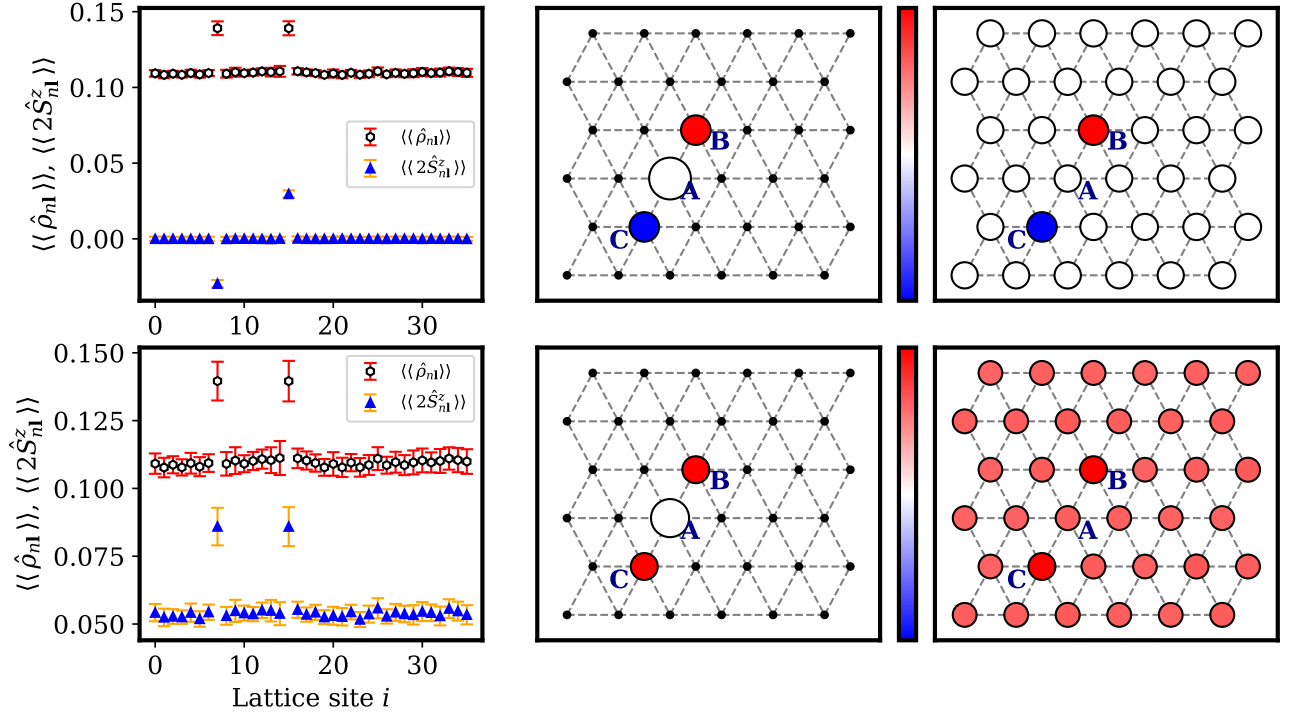 0.15
0.10
0.05
0.00
⟨⟨ρ̂ₙₗ⟩⟩, ⟨⟨2Ŝᶻₙₗ⟩⟩
⟨⟨ρ̂ₙₗ⟩⟩
⟨⟨2Ŝᶻₙₗ⟩⟩
0 10 20 30
B
A
C
B
A
C
0.150
0.125
0.100
0.075
0.050
⟨⟨ρ̂ₙₗ⟩⟩, ⟨⟨2Ŝᶻₙₗ⟩⟩
⟨⟨ρ̂ₙₗ⟩⟩
⟨⟨2Ŝᶻₙₗ⟩⟩
0 10 20 30
Lattice site i
B
A
C
B
A
C